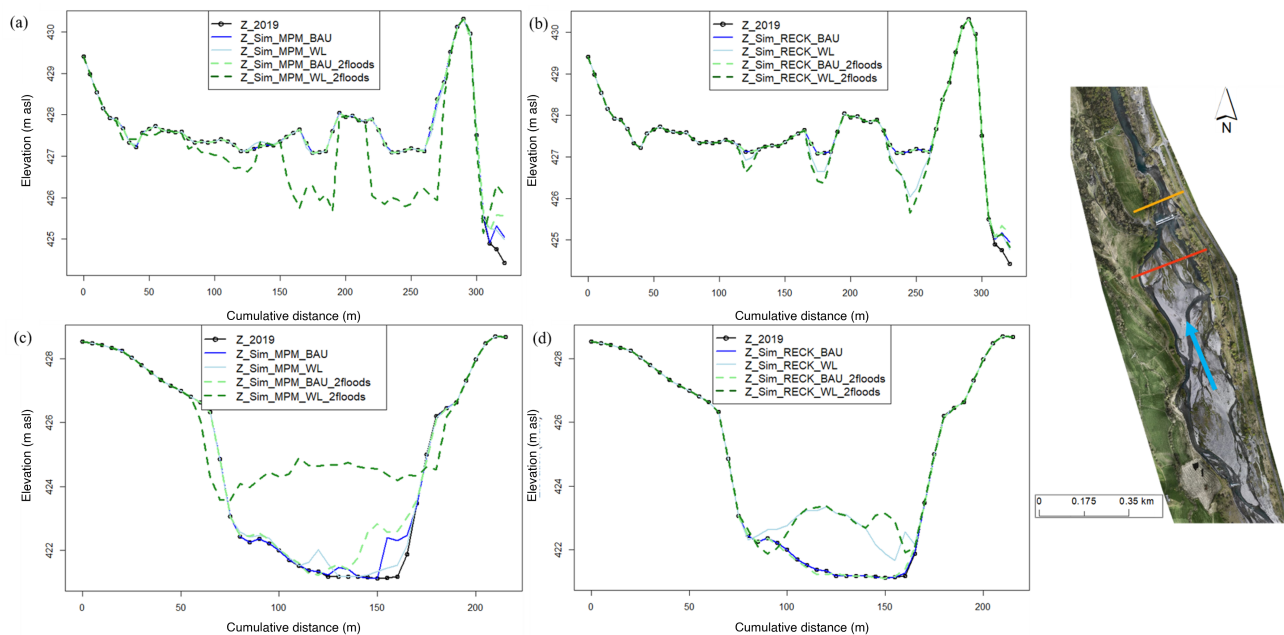 (a)
Z_2019
Z_Sim_MPM_BAU
Z_Sim_MPM_WL
Z_Sim_MPM_BAU_2floods
Z_Sim_MPM_WL_2floods
Elevation (m asl)
430
429
428
427
426
425
0 50 100 150 200 250 300
Cumulative distance (m)
(b)
Z_2019
Z_Sim_RECK_BAU
Z_Sim_RECK_WL
Z_Sim_RECK_BAU_2floods
Z_Sim_RECK_WL_2floods
Elevation (m asl)
430
429
428
427
426
425
0 50 100 150 200 250 300
Cumulative distance (m)
(c)
Z_2019
Z_Sim_MPM_BAU
Z_Sim_MPM_WL
Z_Sim_MPM_BAU_2floods
Z_Sim_MPM_WL_2floods
Elevation (m asl)
428
426
424
422
0 50 100 150 200
Cumulative distance (m)
(d)
Z_2019
Z_Sim_RECK_BAU
Z_Sim_RECK_WL
Z_Sim_RECK_BAU_2floods
Z_Sim_RECK_WL_2floods
Elevation (m asl)
428
426
424
422
0 50 100 150 200
Cumulative distance (m)
N
0 0.175 0.35 km